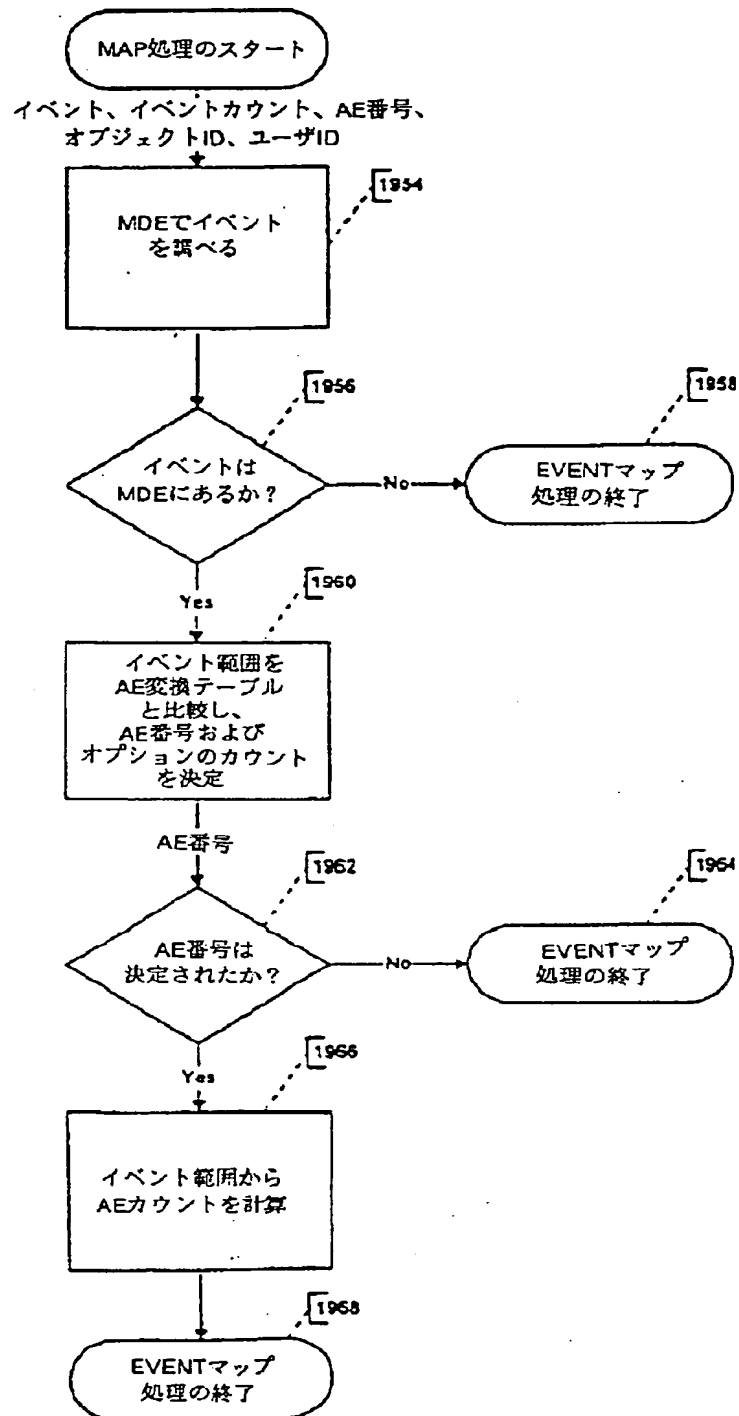 MAP処理のスタート
イベント、イベントカウント、AE番号、
オブジェクトID、ユーザID
1954
MDEでイベント
を調べる
1956
1958
イベントは
MDEにあるか？
No
EVENTマップ
処理の終了
Yes
1960
イベント範囲を
AE変換テーブル
と比較し、
AE番号および
オプションのカウント
を決定
AE番号
1962
1964
AE番号は
決定されたか？
No
EVENTマップ
処理の終了
Yes
1966
イベント範囲から
AEカウントを計算
1968
EVENTマップ
処理の終了